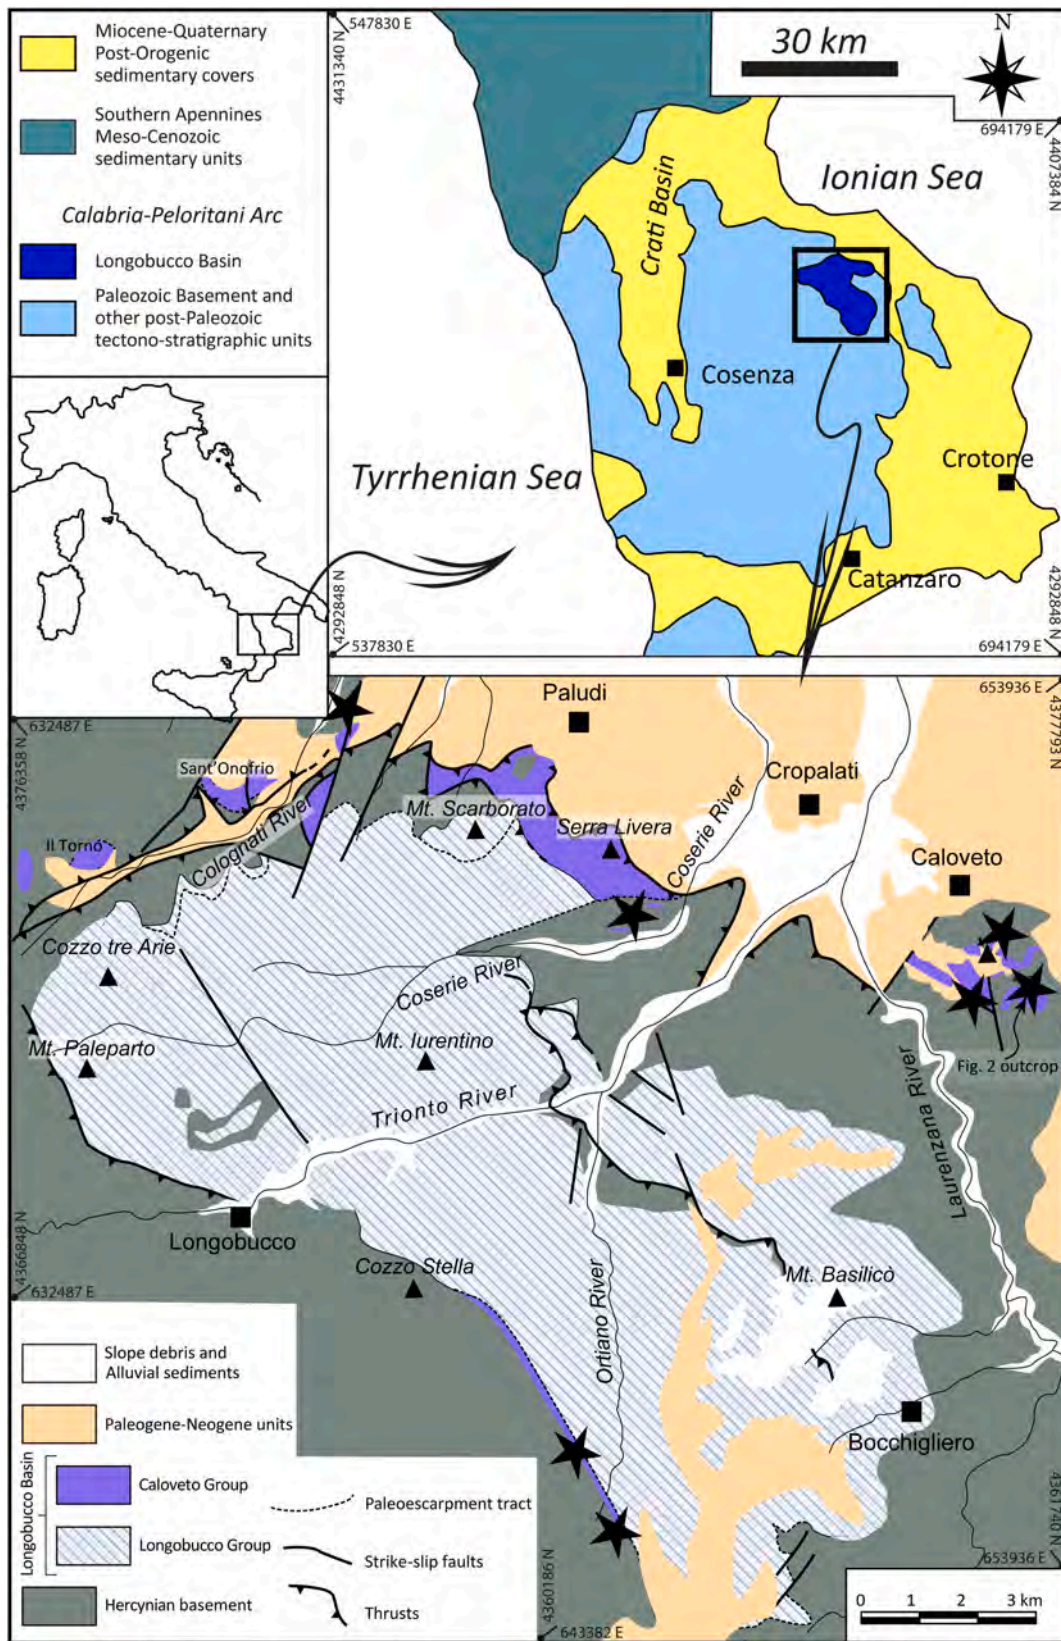 Miocene-Quaternary
Post-Orogenic
sedimentary covers
Southern Apennines
Meso-Cenozoic
sedimentary units
Calabria-Peloritani Arc
Longobucco Basin
Paleozoic Basement and
other post-Paleozoic
tectono-stratigraphic units
547830 E
4431340 N
30 km
N
694179 E
4407384 N
Ionian Sea
Crati Basin
Cosenza
Crotone
Tyrrhenian Sea
Catanzaro
4292848 N
537830 E
694179 E
4292848 N
632487 E
4376358 N
653936 E
4377793 N
Paludi
Sant'Onofrio
Cropalati
Mt. Scarborato
Colognati River
Serra Livera
Coserie River
Il Torno
Caloveto
Cozzo tre Arie
Coserie River
Mt. Paleparto
Mt. Iurentino
Fig. 2 outcrop
Trionto River
Laurenzana River
Longobucco
4366848 N
632487 E
Cozzo Stella
Ortiano River
Mt. Basilicò
Bocchigliero
Slope debris and
Alluvial sediments
Paleogene-Neogene units
Longobucco Basin
Caloveto Group
Longobucco Group
Hercynian basement
Paleoescarpment tract
Strike-slip faults
Thrusts
4360186 N
643382 E
4361740 N
653936 E
0 1 2 3 km